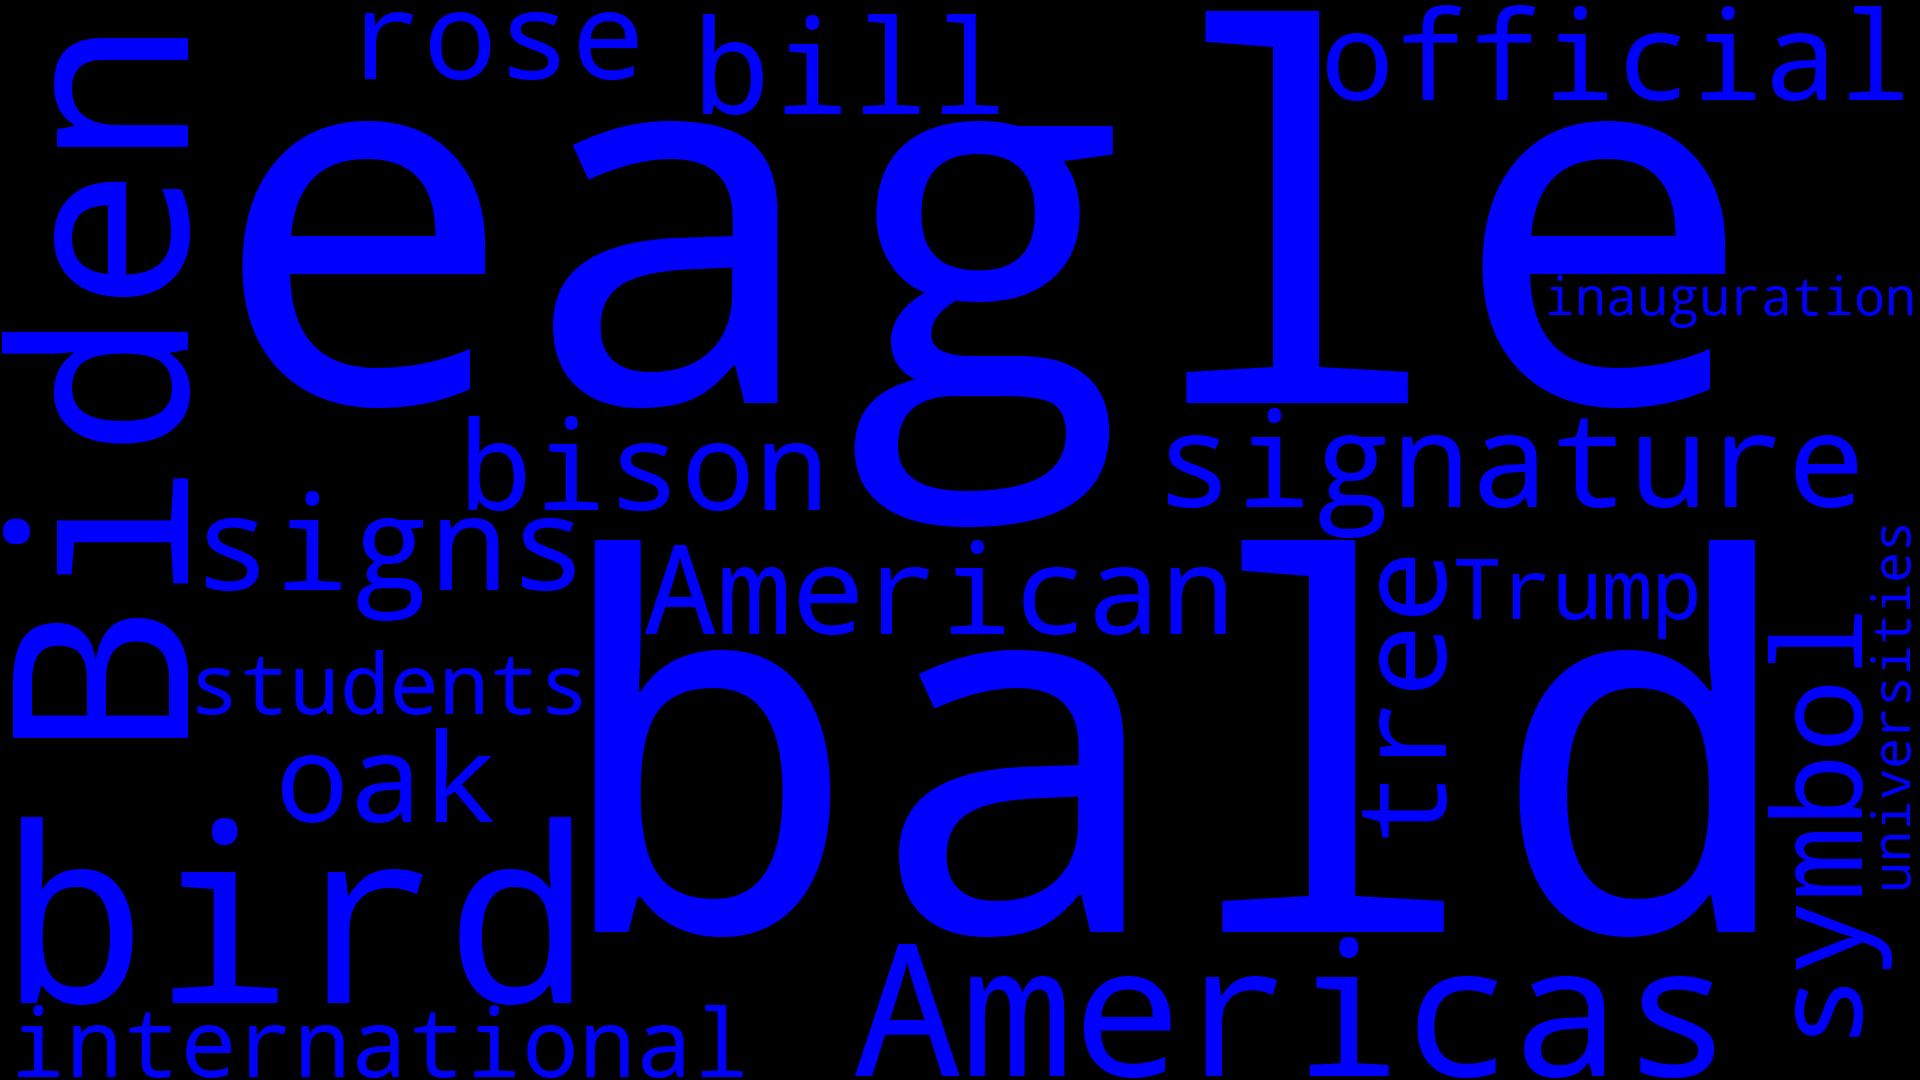 rose
bill
official
eagle
Biden
inauguration
bison
signature
signs
American
tree
Trump
students
bald
symbol
universities
oak
bird
Americas
international